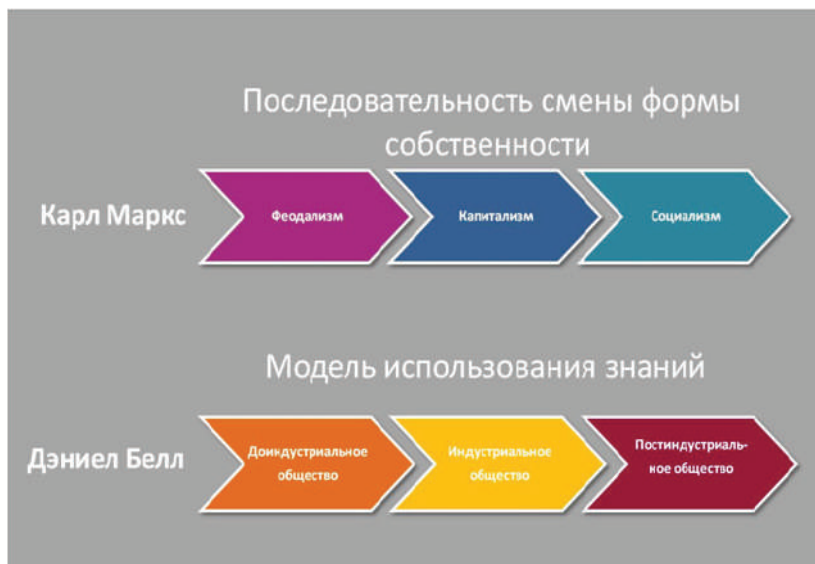 Последовательность смены формы
собственности
Карл Маркс
Феодализм
Капитализм
Социализм
Модель использования знаний
Дэниел Белл
Доиндустриальное
общество
Индустриальное
общество
Постиндустриаль-
ное общество